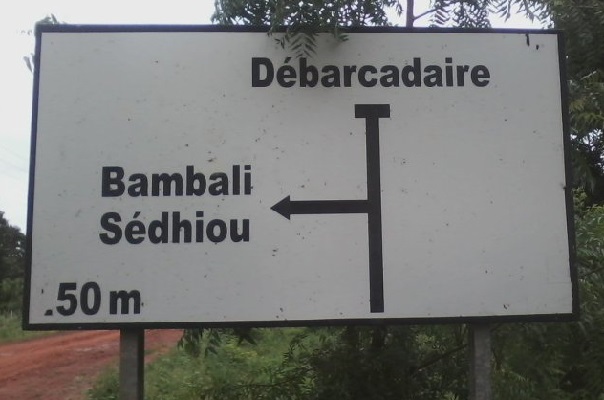 Débarcadaire
Bambali
Sédhiou
.50 m